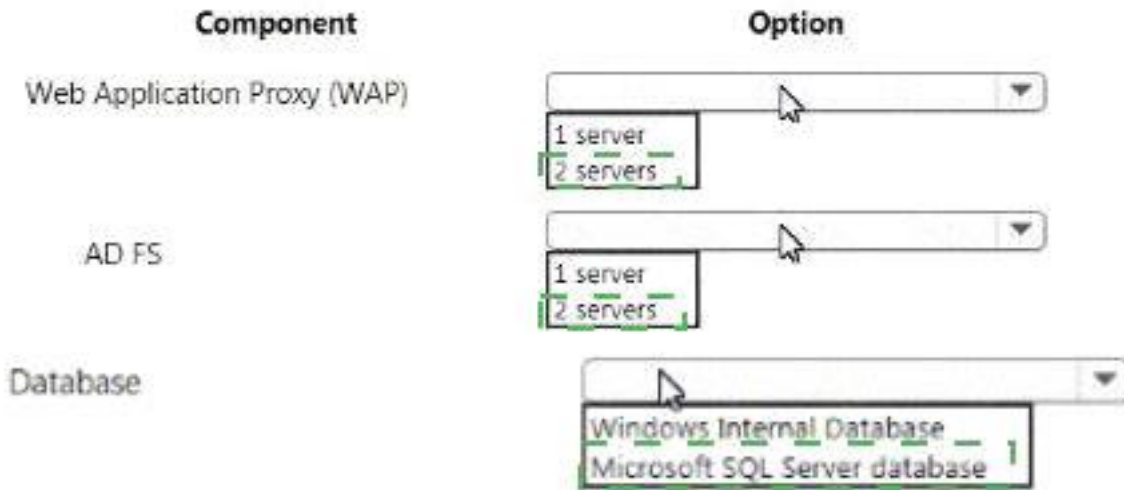 Component Option
Web Application Proxy (WAP)
1 server
2 servers
AD FS
1 server
2 servers
Database
Windows Internal Database
Microsoft SQL Server database